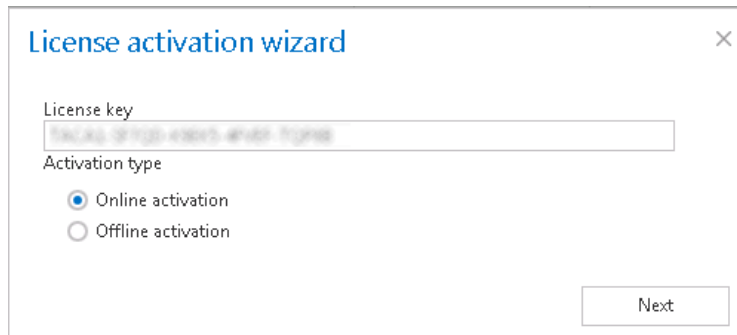 License activation wizard
License key
Activation type
Online activation
Offline activation
Next